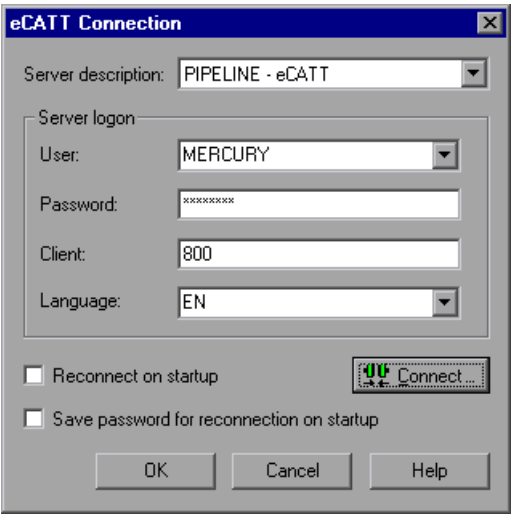 eCATT Connection
Server description: PIPELINE - eCATT
Server logon
User: MERCURY
Password: ********
Client: 800
Language: EN
Reconnect on startup Connect...
Save password for reconnection on startup
OK Cancel Help